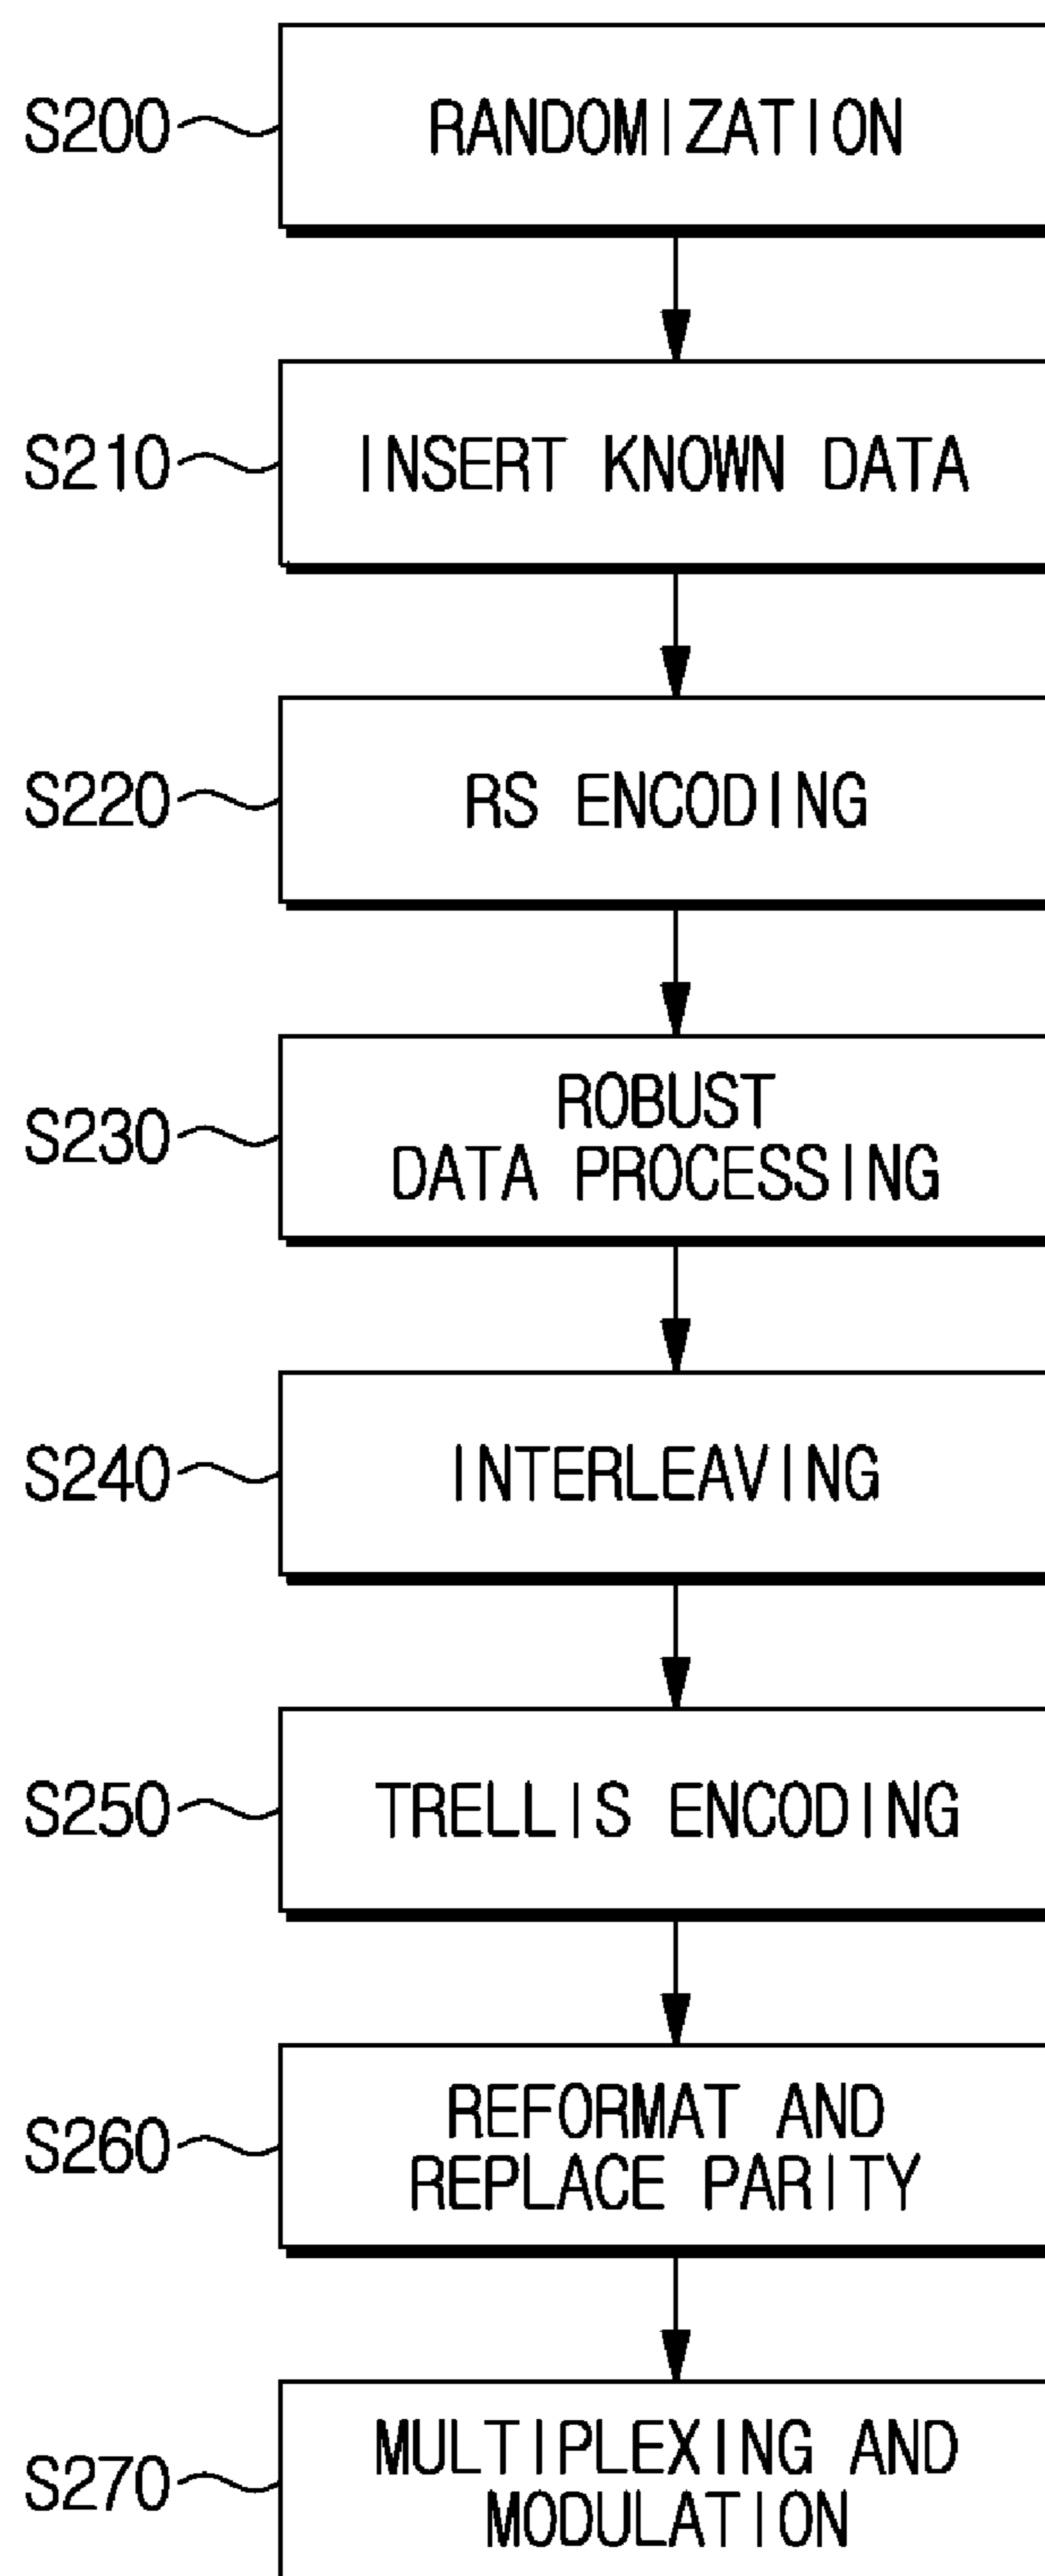 S200
RANDOMIZATION
S210
INSERT KNOWN DATA
S220
RS ENCODING
S230
ROBUST
DATA PROCESSING
S240
INTERLEAVING
S250
TRELLIS ENCODING
S260
REFORMAT AND
REPLACE PARITY
S270
MULTIPLEXING AND
MODULATION